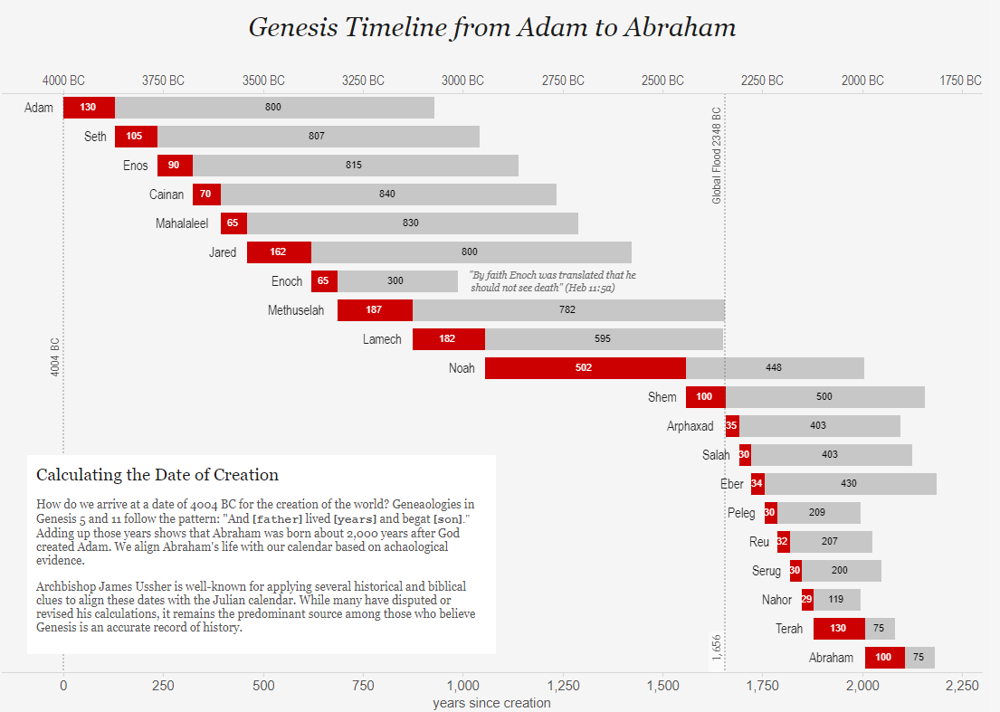 Genesis Timeline from Adam to Abraham
4000 BC 3750 BC 3500 BC 3250 BC 3000 BC 2750 BC 2500 BC 2250 BC 2000 BC 1750 BC
Adam 130 800
Seth 105 807
Enos 90 815
Cainan 70 840
Mahalaleel 65 830
Jared 162 800
Enoch 65 300
"By faith Enoch was translated that he
should not see death" (Heb 11:5a)
Methuselah 187 782
Lamech 182 595
Noah 502 448
Shem 100 500
Arphaxad 35 403
Salah 30 403
Eber 34 430
Peleg 30 209
Reu 32 207
Serug 30 200
Nahor 29 119
Terah 130 75
Abraham 100 75
Global Flood 2348 BC
4004 BC
1,656
Calculating the Date of Creation
How do we arrive at a date of 4004 BC for the creation of the world? Geneaologies in
Genesis 5 and 11 follow the pattern: "And [father] lived [years] and begat [son]."
Adding up those years shows that Abraham was born about 2,000 years after God
created Adam. We align Abraham's life with our calendar based on achaological
evidence.
Archbishop James Ussher is well-known for applying several historical and biblical
clues to align these dates with the Julian calendar. While many have disputed or
revised his calculations, it remains the predominant source among those who believe
Genesis is an accurate record of history.
0 250 500 750 1,000 1,250 1,500 1,750 2,000 2,250
years since creation